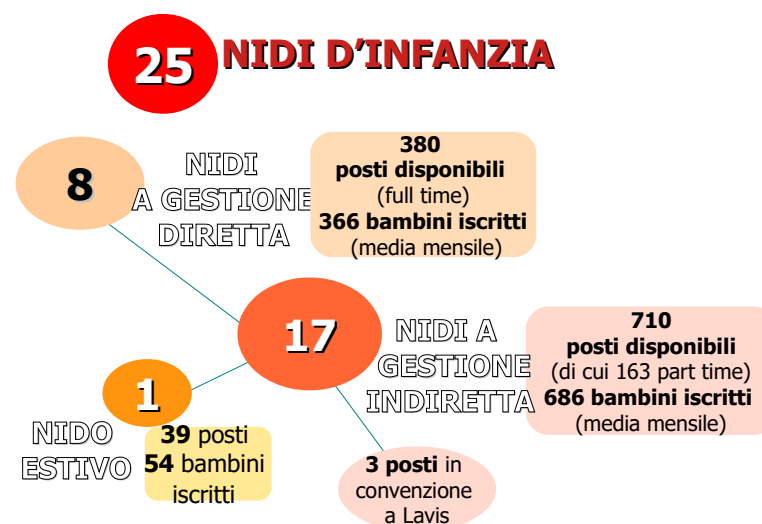 25 NIDI D'INFANZIA
8
NIDI
A GESTIONE
DIRETTA
380
posti disponibili
(full time)
366 bambini iscritti
(media mensile)
17
NIDI A
GESTIONE
INDIRETTA
710
posti disponibili
(di cui 163 part time)
686 bambini iscritti
(media mensile)
1
NIDO
ESTIVO
39 posti
54 bambini
iscritti
3 posti in
convenzione
a Lavis